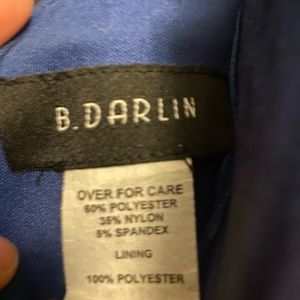 B.DARLIN
OVER FOR CARE
60% POLYESTER
35% NYLON
5% SPANDEX
LINING
100% POLYESTER